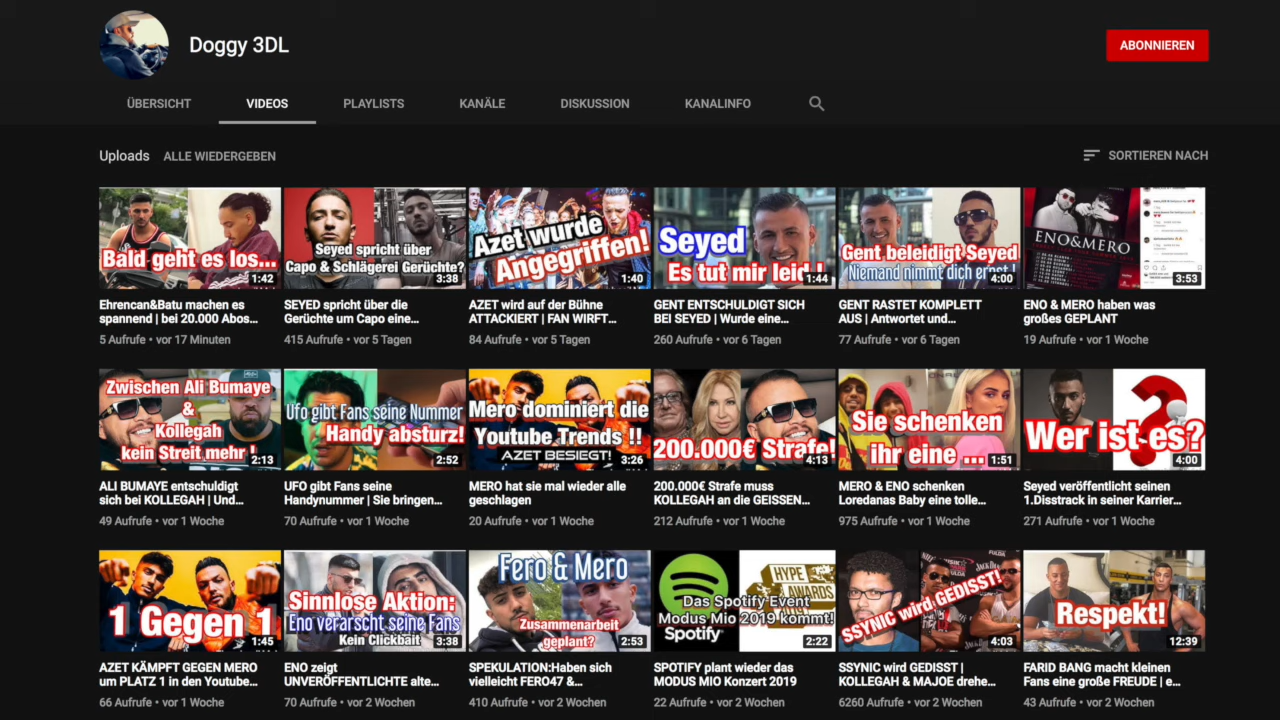 Doggy 3DL
ABONNIEREN
ÜBERSICHT VIDEOS PLAYLISTS KANÄLE DISKUSSION KANALINFO
Uploads ALLE WIEDERGEBEN SORTIEREN NACH
Bald geht es los...
1:42
Ehrencan&Batu machen es
spannend | bei 20.000 Abos...
5 Aufrufe • vor 17 Minuten
Seyed spricht über
Capo & Schlägerei Gerüchte?
3:38
SEYED spricht über die
Gerüchte um Capo eine...
415 Aufrufe • vor 5 Tagen
Azet wurde
Angegriffen!
1:40
AZET wird auf der Bühne
ATTACKIERT | FAN WIRFT...
84 Aufrufe • vor 5 Tagen
Seyed
Es tut mir leid
1:44
GENT ENTSCHULDIGT SICH
BEI SEYED | Wurde eine...
260 Aufrufe • vor 6 Tagen
Gent beleidigt Seyed
Niemand nimmt dich ernst!
4:00
GENT RASTET KOMPLETT
AUS | Antwortet und...
77 Aufrufe • vor 6 Tagen
ENO&MERO
3:53
ENO & MERO haben was
großes GEPLANT
19 Aufrufe • vor 1 Woche
Zwischen Ali Bumaye
&
Kollegah
kein Streit mehr !
2:13
ALI BUMAYE entschuldigt
sich bei KOLLEGAH | Und...
49 Aufrufe • vor 1 Woche
Ufo gibt Fans seine Nummer
Handy absturz!
2:52
UFO gibt Fans seine
Handynummer | Sie bringen...
70 Aufrufe • vor 1 Woche
Mero dominiert die
Youtube Trends !!
AZET BESIEGT!
3:26
MERO hat sie mal wieder alle
geschlagen
20 Aufrufe • vor 1 Woche
200.000€ Strafe!
4:13
200.000€ Strafe muss
KOLLEGAH an die GEISSEN...
212 Aufrufe • vor 1 Woche
Sie schenken
ihr eine ...
1:51
MERO & ENO schenken
Loredanas Baby eine tolle...
975 Aufrufe • vor 1 Woche
Wer ist es?
4:00
Seyed veröffentlicht seinen
1.Disstrack in seiner Karrier...
271 Aufrufe • vor 1 Woche
1 Gegen 1
1:45
AZET KÄMPFT GEGEN MERO
um PLATZ 1 in den Youtube...
66 Aufrufe • vor 1 Woche
Sinnlose Aktion:
Eno verarscht seine Fans
Kein Clickbait
3:38
ENO zeigt
UNVERÖFFENTLICHTE alte...
70 Aufrufe • vor 2 Wochen
Fero & Mero
Zusammenarbeit
geplant?
2:53
SPEKULATION:Haben sich
vielleicht FERO47 &...
410 Aufrufe • vor 2 Wochen
HYPE
AWARDS
Das Spotify Event
Modus Mio 2019 kommt!
Spotify
2:22
SPOTIFY plant wieder das
MODUS MIO Konzert 2019
22 Aufrufe • vor 2 Wochen
SSYNIC wird GEDISST!
4:03
SSYNIC wird GEDISST |
KOLLEGAH & MAJOE drehe...
6260 Aufrufe • vor 2 Wochen
Respekt!
12:39
FARID BANG macht kleinen
Fans eine große FREUDE | e...
43 Aufrufe • vor 2 Wochen